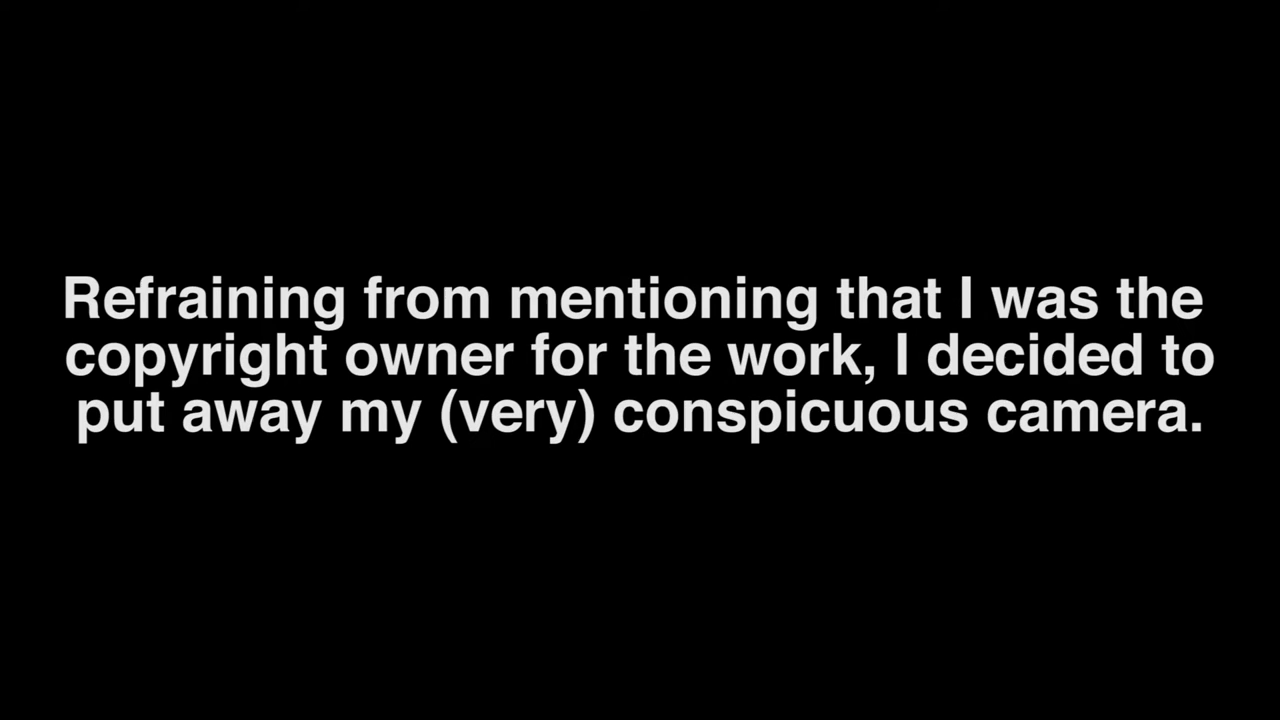 Refraining from mentioning that I was the
copyright owner for the work, I decided to
put away my (very) conspicuous camera.